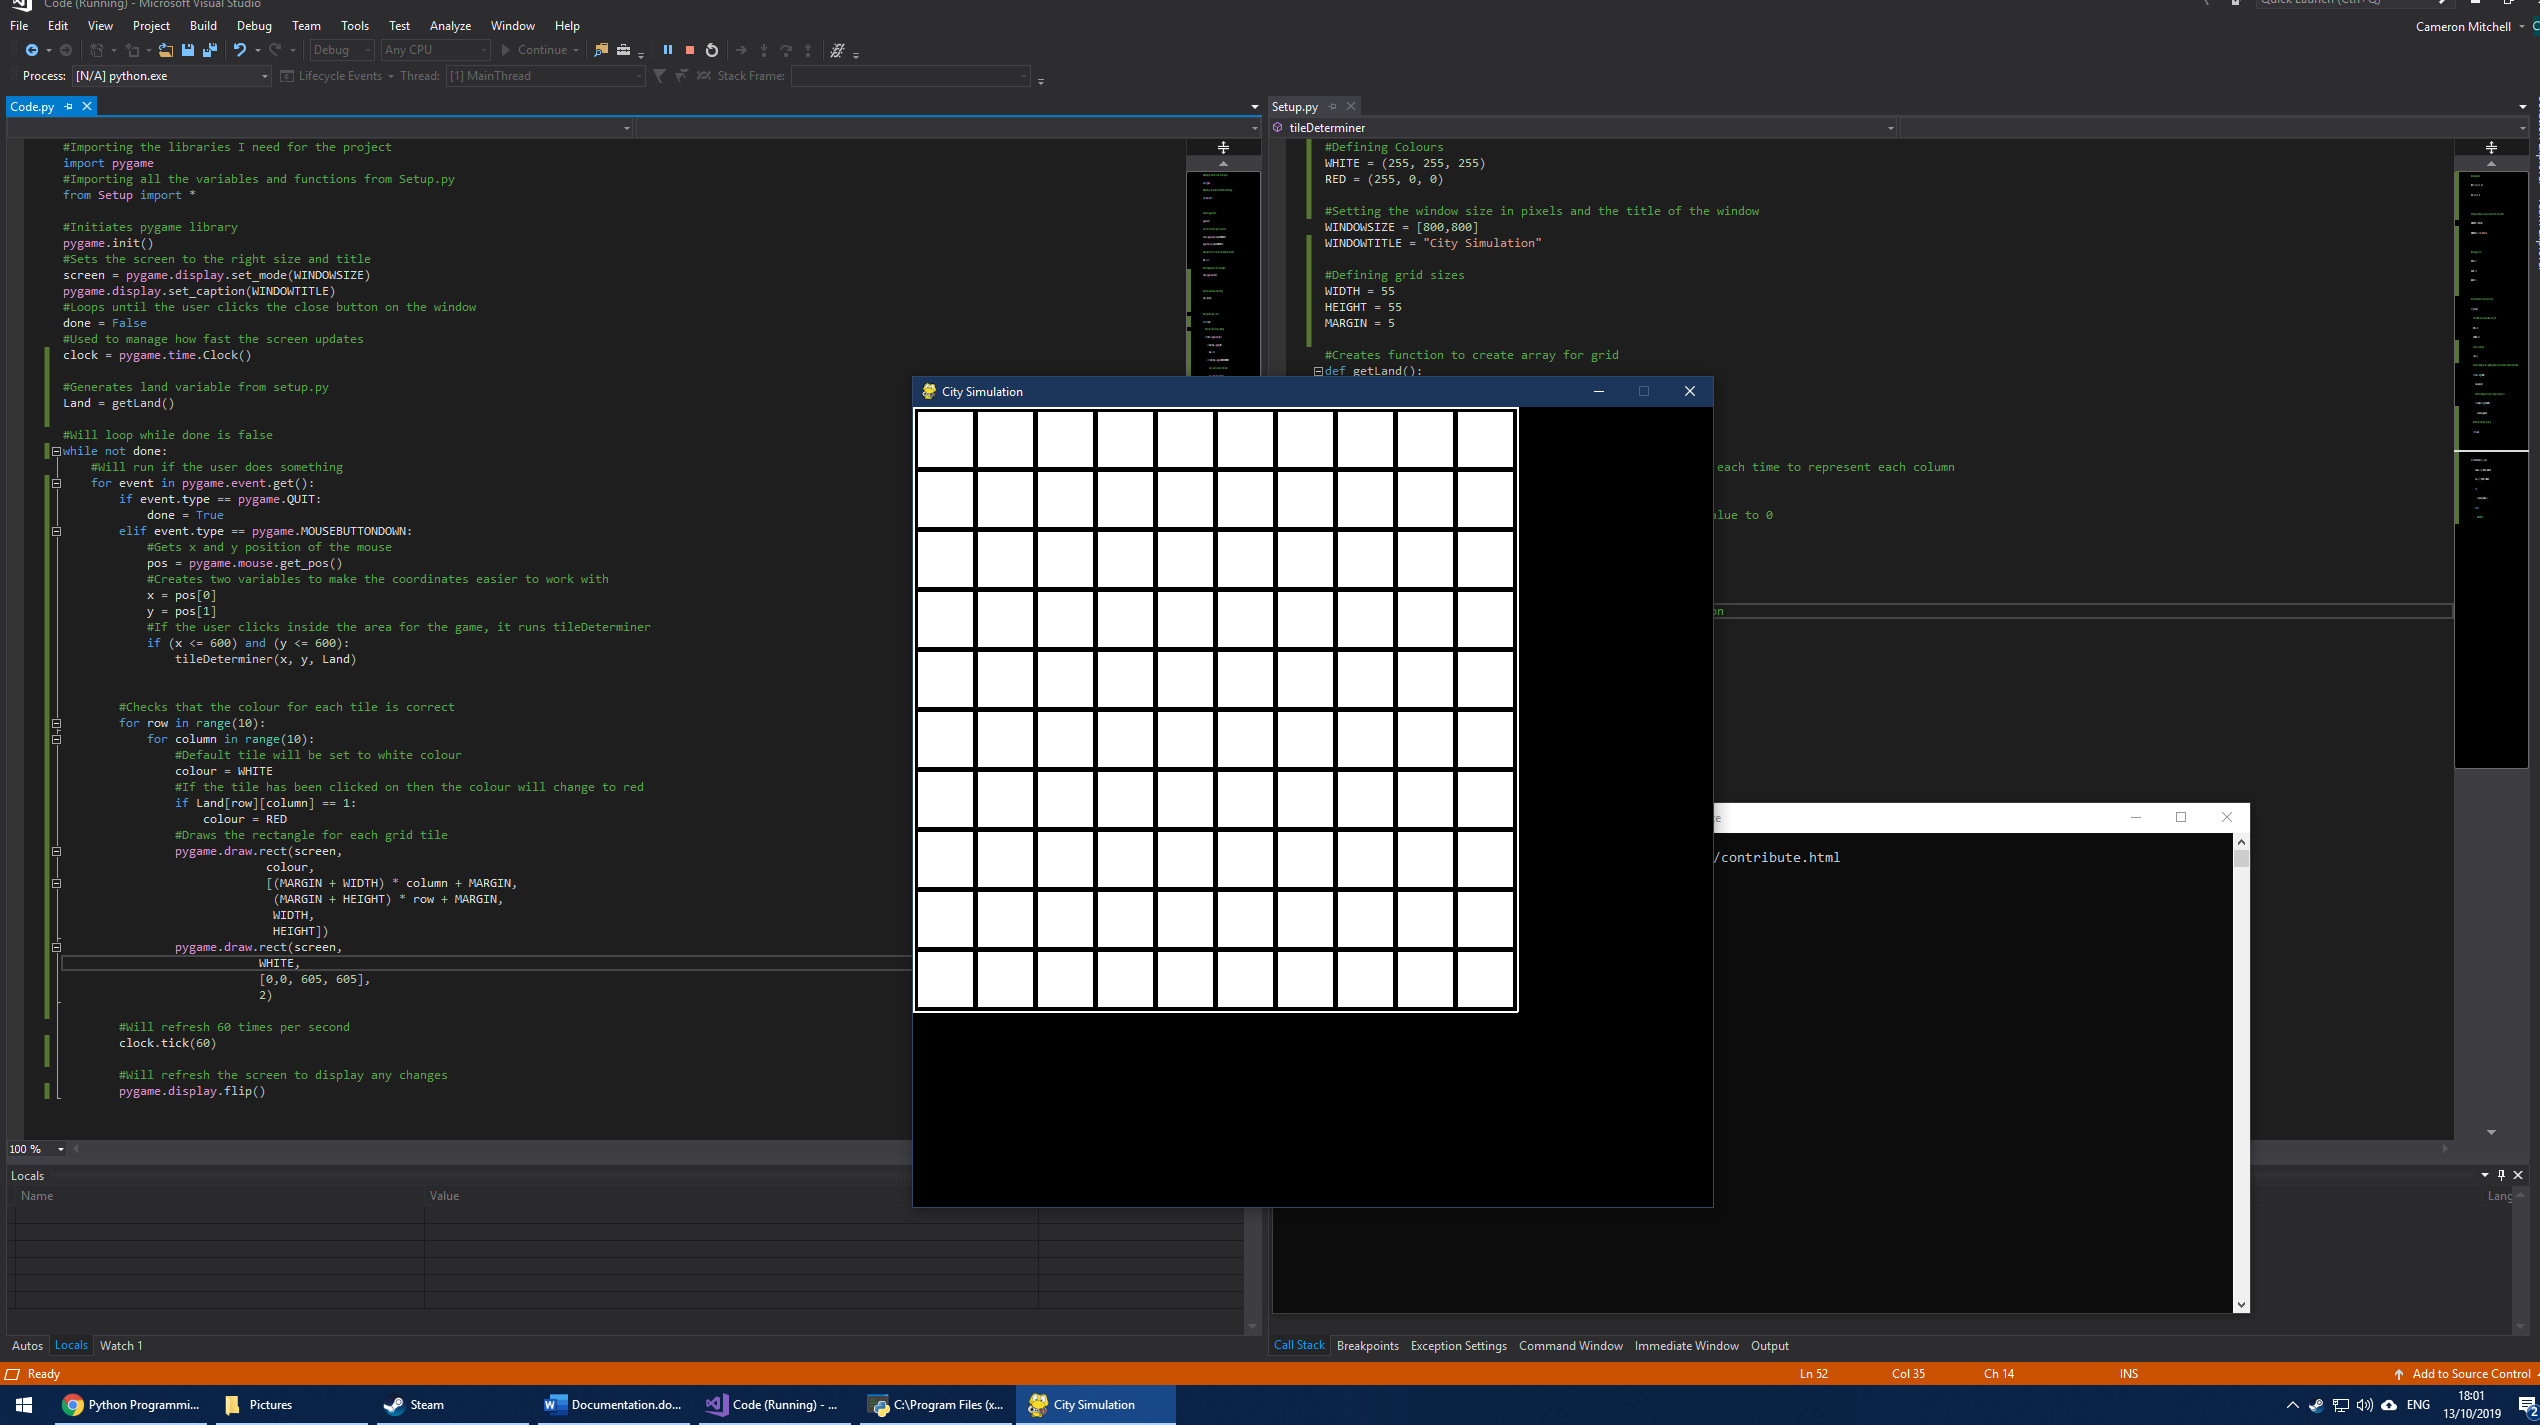 Code (Running) - Microsoft Visual Studio
Quick Launch (Ctrl+Q)
File Edit View Project Build Debug Team Tools Test Analyze Window Help
Cameron Mitchell
Debug Any CPU Continue
Process: [N/A] python.exe Lifecycle Events Thread: [1] MainThread Stack Frame:
Code.py
#Importing the libraries I need for the project
import pygame
#Importing all the variables and functions from Setup.py
from Setup import *
#Initiates pygame library
pygame.init()
#Sets the screen to the right size and title
screen = pygame.display.set_mode(WINDOWSIZE)
pygame.display.set_caption(WINDOWTITLE)
#Loops until the user clicks the close button on the window
done = False
#Used to manage how fast the screen updates
clock = pygame.time.Clock()
#Generates land variable from setup.py
Land = getLand()
#Will loop while done is false
while not done:
#Will run if the user does something
for event in pygame.event.get():
if event.type == pygame.QUIT:
done = True
elif event.type == pygame.MOUSEBUTTONDOWN:
#Gets x and y position of the mouse
pos = pygame.mouse.get_pos()
#Creates two variables to make the coordinates easier to work with
x = pos[0]
y = pos[1]
#If the user clicks inside the area for the game, it runs tileDeterminer
if (x <= 600) and (y <= 600):
tileDeterminer(x, y, Land)
#Checks that the colour for each tile is correct
for row in range(10):
for column in range(10):
#Default tile will be set to white colour
colour = WHITE
#If the tile has been clicked on then the colour will change to red
if Land[row][column] == 1:
colour = RED
#Draws the rectangle for each grid tile
pygame.draw.rect(screen,
colour,
[(MARGIN + WIDTH) * column + MARGIN,
(MARGIN + HEIGHT) * row + MARGIN,
WIDTH,
HEIGHT])
pygame.draw.rect(screen,
WHITE,
[0,0, 605, 605],
2)
#Will refresh 60 times per second
clock.tick(60)
#Will refresh the screen to display any changes
pygame.display.flip()
100 %
Setup.py
tileDeterminer
#Defining Colours
WHITE = (255, 255, 255)
RED = (255, 0, 0)
#Setting the window size in pixels and the title of the window
WINDOWSIZE = [800,800]
WINDOWTITLE = "City Simulation"
#Defining grid sizes
WIDTH = 55
HEIGHT = 55
MARGIN = 5
#Creates function to create array for grid
def getLand():
each time to represent each column
alue to 0
on
City Simulation
/contribute.html
Locals
Name Value
Lang
Autos Locals Watch 1
Call Stack Breakpoints Exception Settings Command Window Immediate Window Output
Ready Ln 52 Col 35 Ch 14 INS Add to Source Control
Python Programmi... Pictures Steam Documentation.do... Code (Running) - ... C:\Program Files (x... City Simulation
ENG
18:01
13/10/2019
2